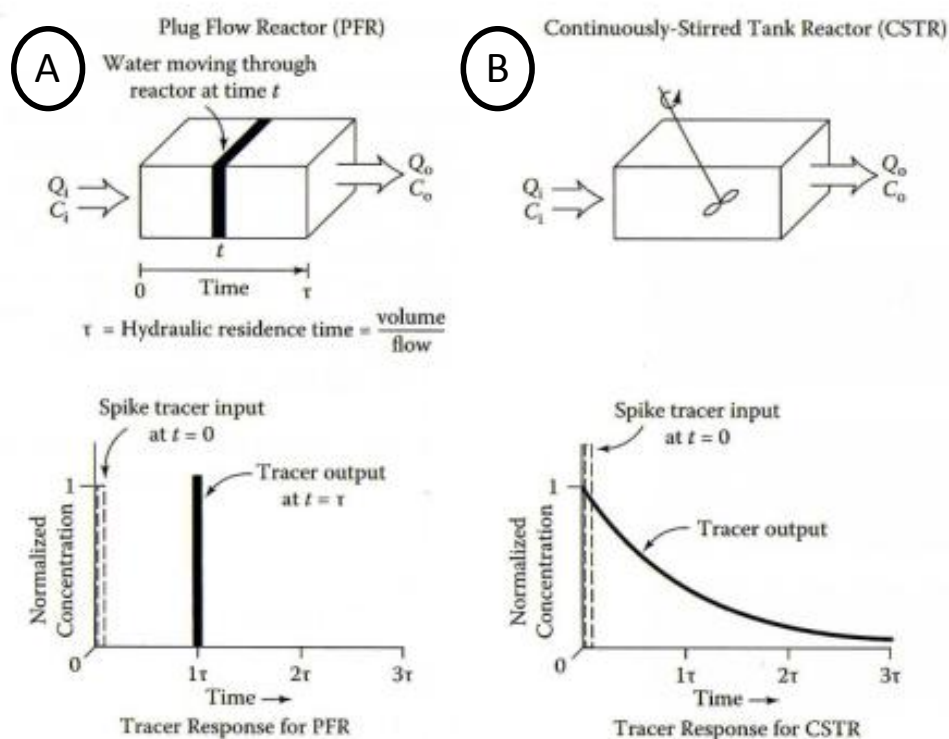 Plug Flow Reactor (PFR)
A
Water moving through
reactor at time t
Qi
Ci
Qo
Co
t
0
Time
τ
τ = Hydraulic residence time = volume
flow
Spike tracer input
at t = 0
Tracer output
at t = τ
1
Normalized
Concentration
0
1τ
2τ
3τ
Time
Tracer Response for PFR
Continuously-Stirred Tank Reactor (CSTR)
B
Qi
Ci
Qo
Co
Spike tracer input
at t = 0
Tracer output
1
Normalized
Concentration
0
1τ
2τ
3τ
Time
Tracer Response for CSTR